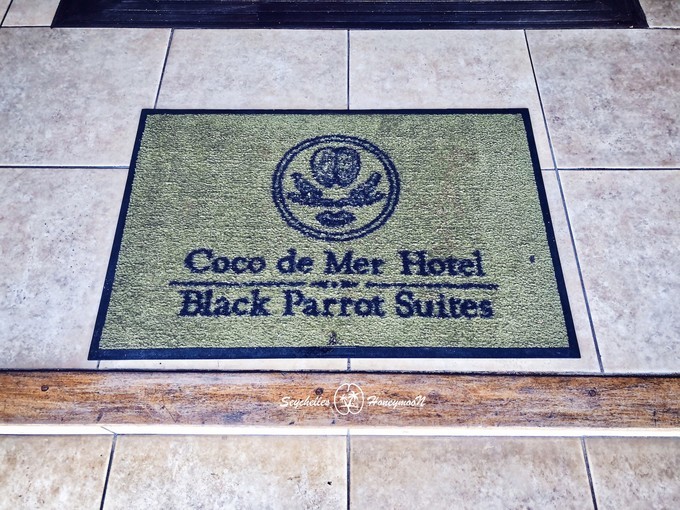 Coco de Mer Hotel
Black Parrot Suites
Seychelles HoneymooN